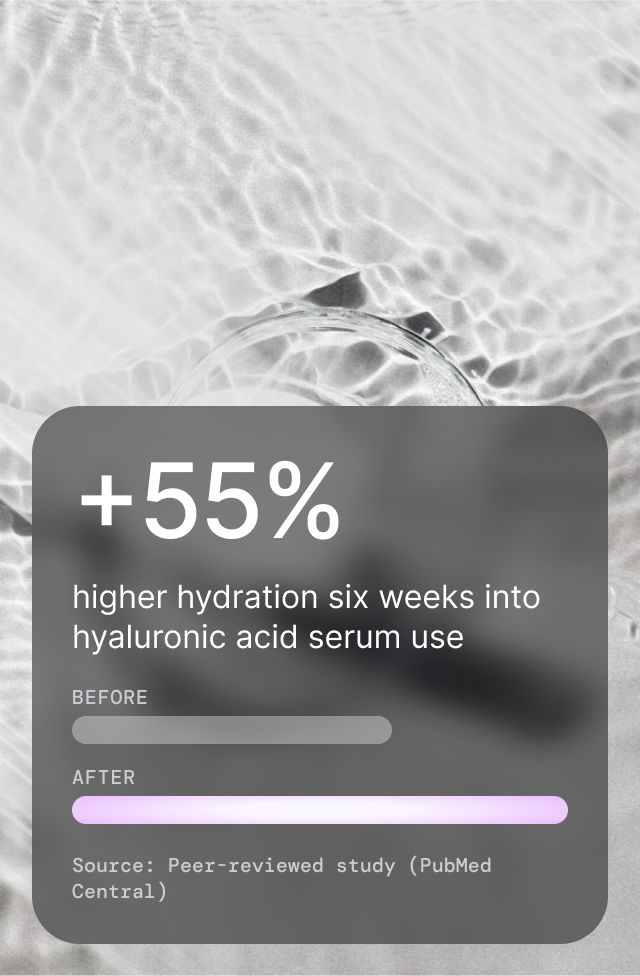 +55%
higher hydration six weeks into
hyaluronic acid serum use
BEFORE
AFTER
Source: Peer-reviewed study (PubMed
Central)